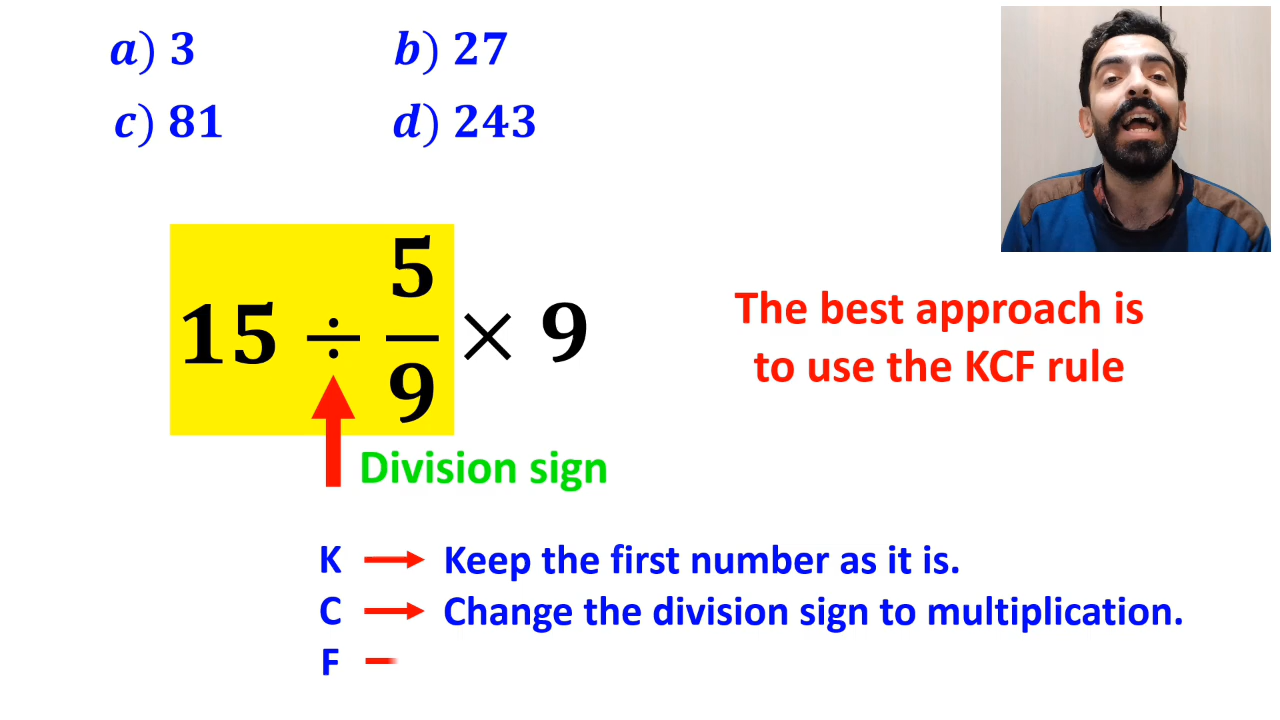 a) 3 b) 27
c) 81 d) 243
15 ÷ 5/9 × 9
The best approach is
to use the KCF rule
Division sign
K → Keep the first number as it is.
C → Change the division sign to multiplication.
F